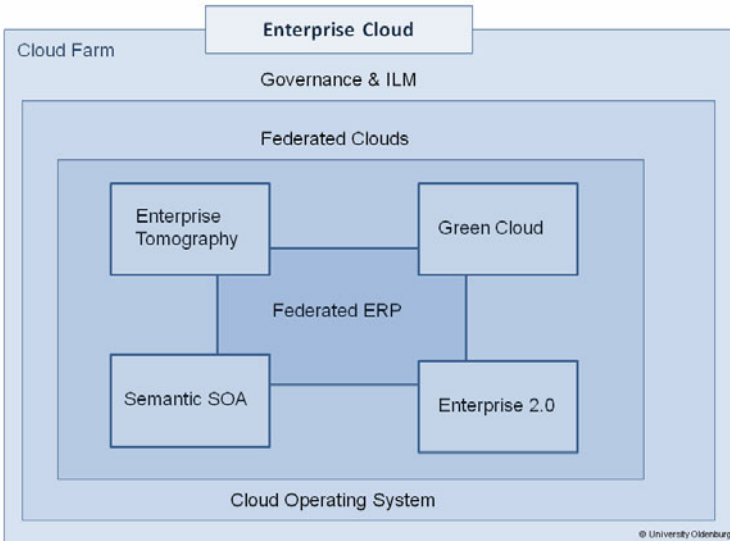 Enterprise Cloud
Cloud Farm
Governance & ILM
Federated Clouds
Enterprise
Tomography
Green Cloud
Federated ERP
Semantic SOA
Enterprise 2.0
Cloud Operating System
© University Oldenburg